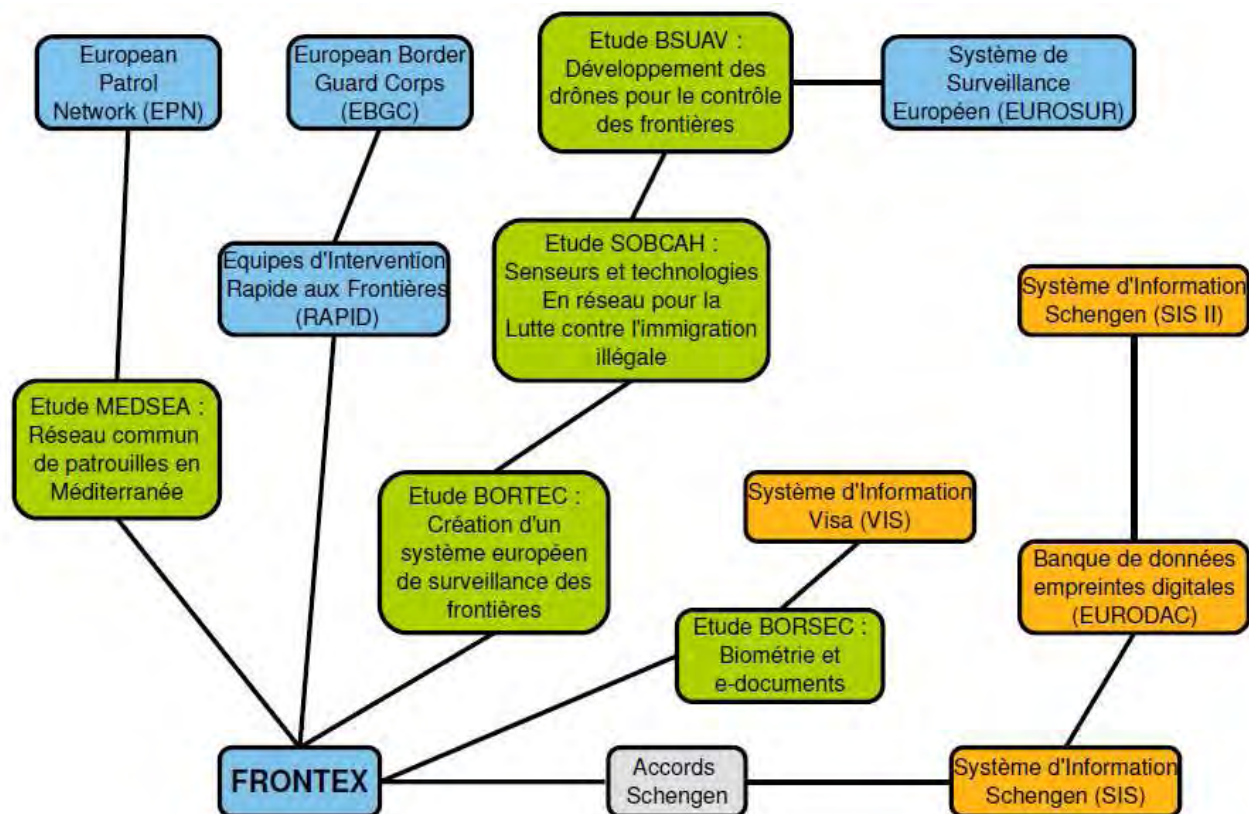 European
Patrol
Network (EPN)
European Border
Guard Corps
(EBGC)
Etude BSUAV :
Développement des
drônes pour le contrôle
des frontières
Système de
Surveillance
Européen (EUROSUR)
Equipes d'Intervention
Rapide aux Frontières
(RAPID)
Etude SOBCAH :
Senseurs et technologies
En réseau pour la
Lutte contre l'immigration
illégale
Système d'Information
Schengen (SIS II)
Etude MEDSEA :
Réseau commun
de patrouilles en
Méditerranée
Etude BORTEC :
Création d'un
système européen
de surveillance des
frontières
Système d'Information
Visa (VIS)
Banque de données
empreintes digitales
(EURODAC)
Etude BORSEC :
Biométrie et
e-documents
FRONTEX
Accords
Schengen
Système d'Information
Schengen (SIS)